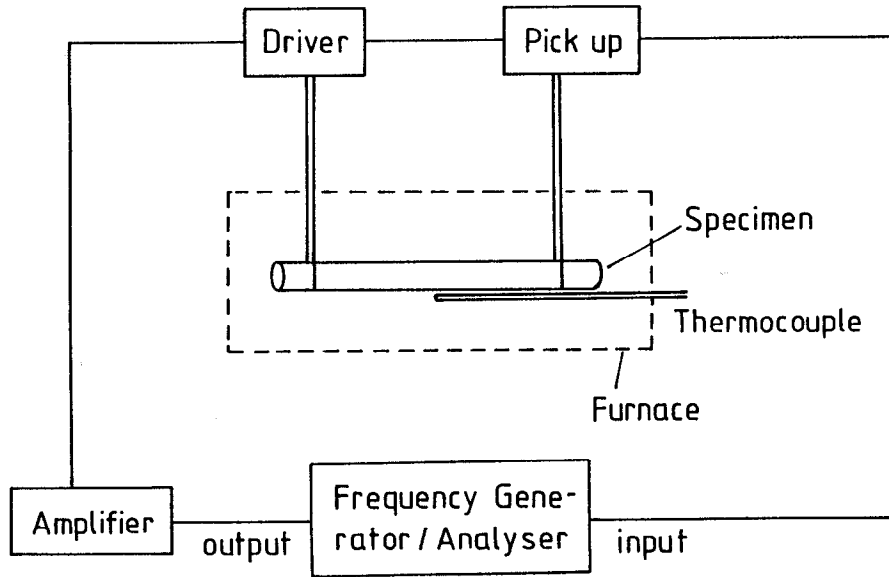 Driver
Pick up
Specimen
Thermocouple
Furnace
Amplifier
output
Frequency Gene-
rator / Analyser
input